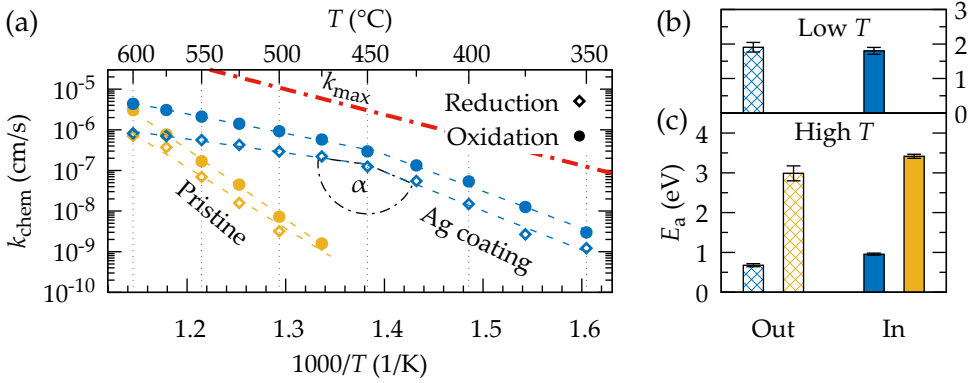 (a)
T (°C)
600 550 500 450 400 350
10⁻⁵
10⁻⁶
10⁻⁷
10⁻⁸
10⁻⁹
10⁻¹⁰
k_chem (cm/s)
k_max
Reduction
Oxidation
α
Pristine
Ag coating
1.2 1.3 1.4 1.5 1.6
1000/T (1/K)
(b)
Low T
3
2
1
0
(c)
High T
4
3
2
1
0
E_a (eV)
Out In